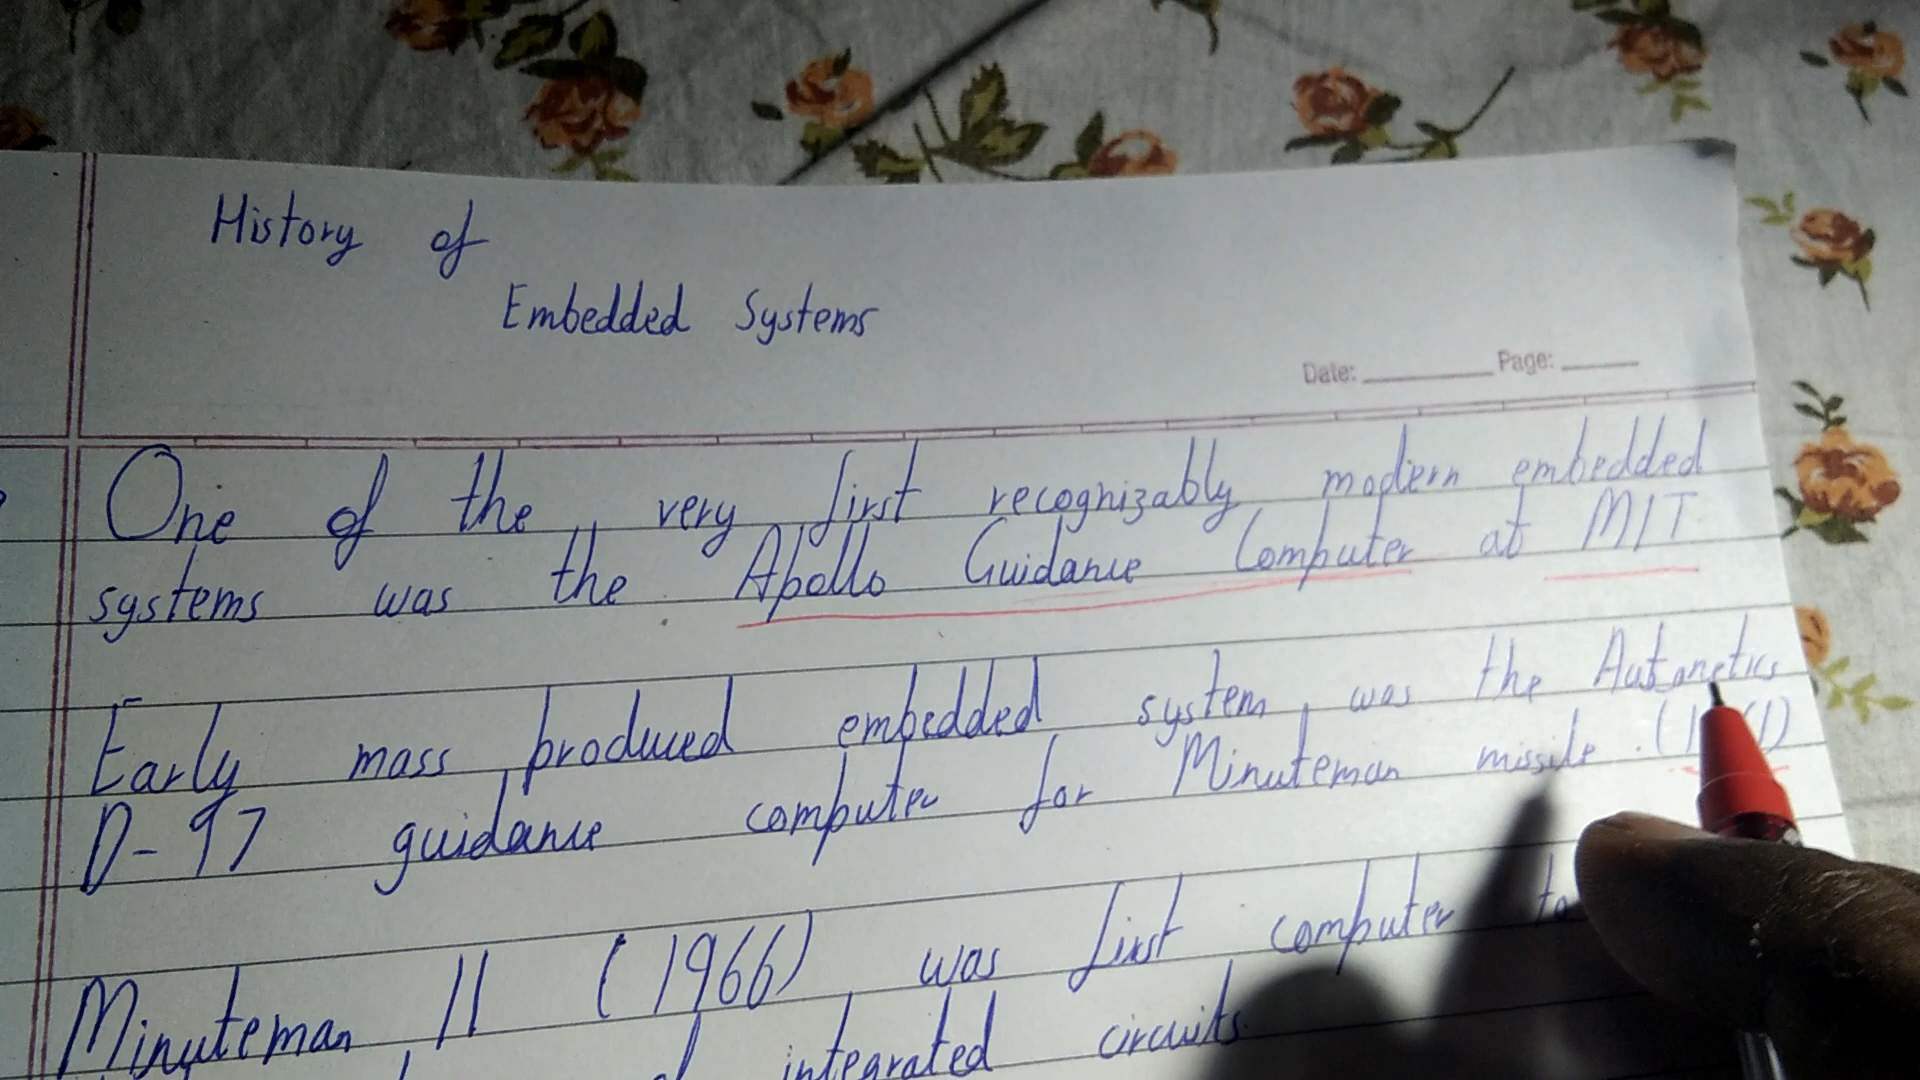 History of
Embedded Systems
Date: Page:
One of the very first recognizably modern embedded
systems was the Apollo Guidance Computer at MIT
Early mass produced embedded system, was the Autonetics
D-97 guidance computer for Minuteman missile.
Minuteman II (1966) was first computer to
integrated circuits.